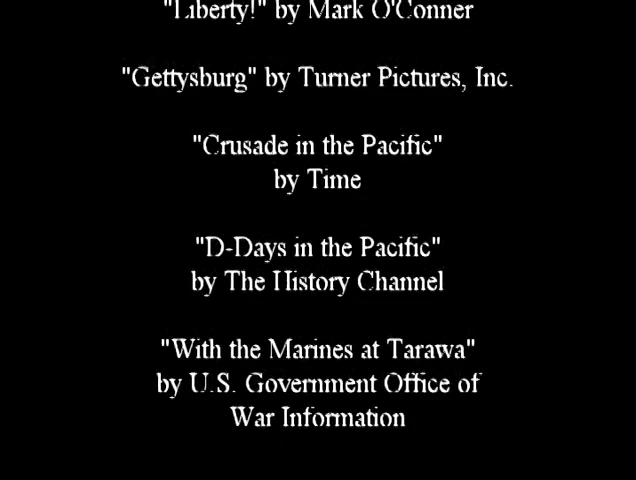 "Liberty!" by Mark O'Conner
"Gettysburg" by Turner Pictures, Inc.
"Crusade in the Pacific"
by Time
"D-Days in the Pacific"
by The History Channel
"With the Marines at Tarawa"
by U.S. Government Office of
War Information